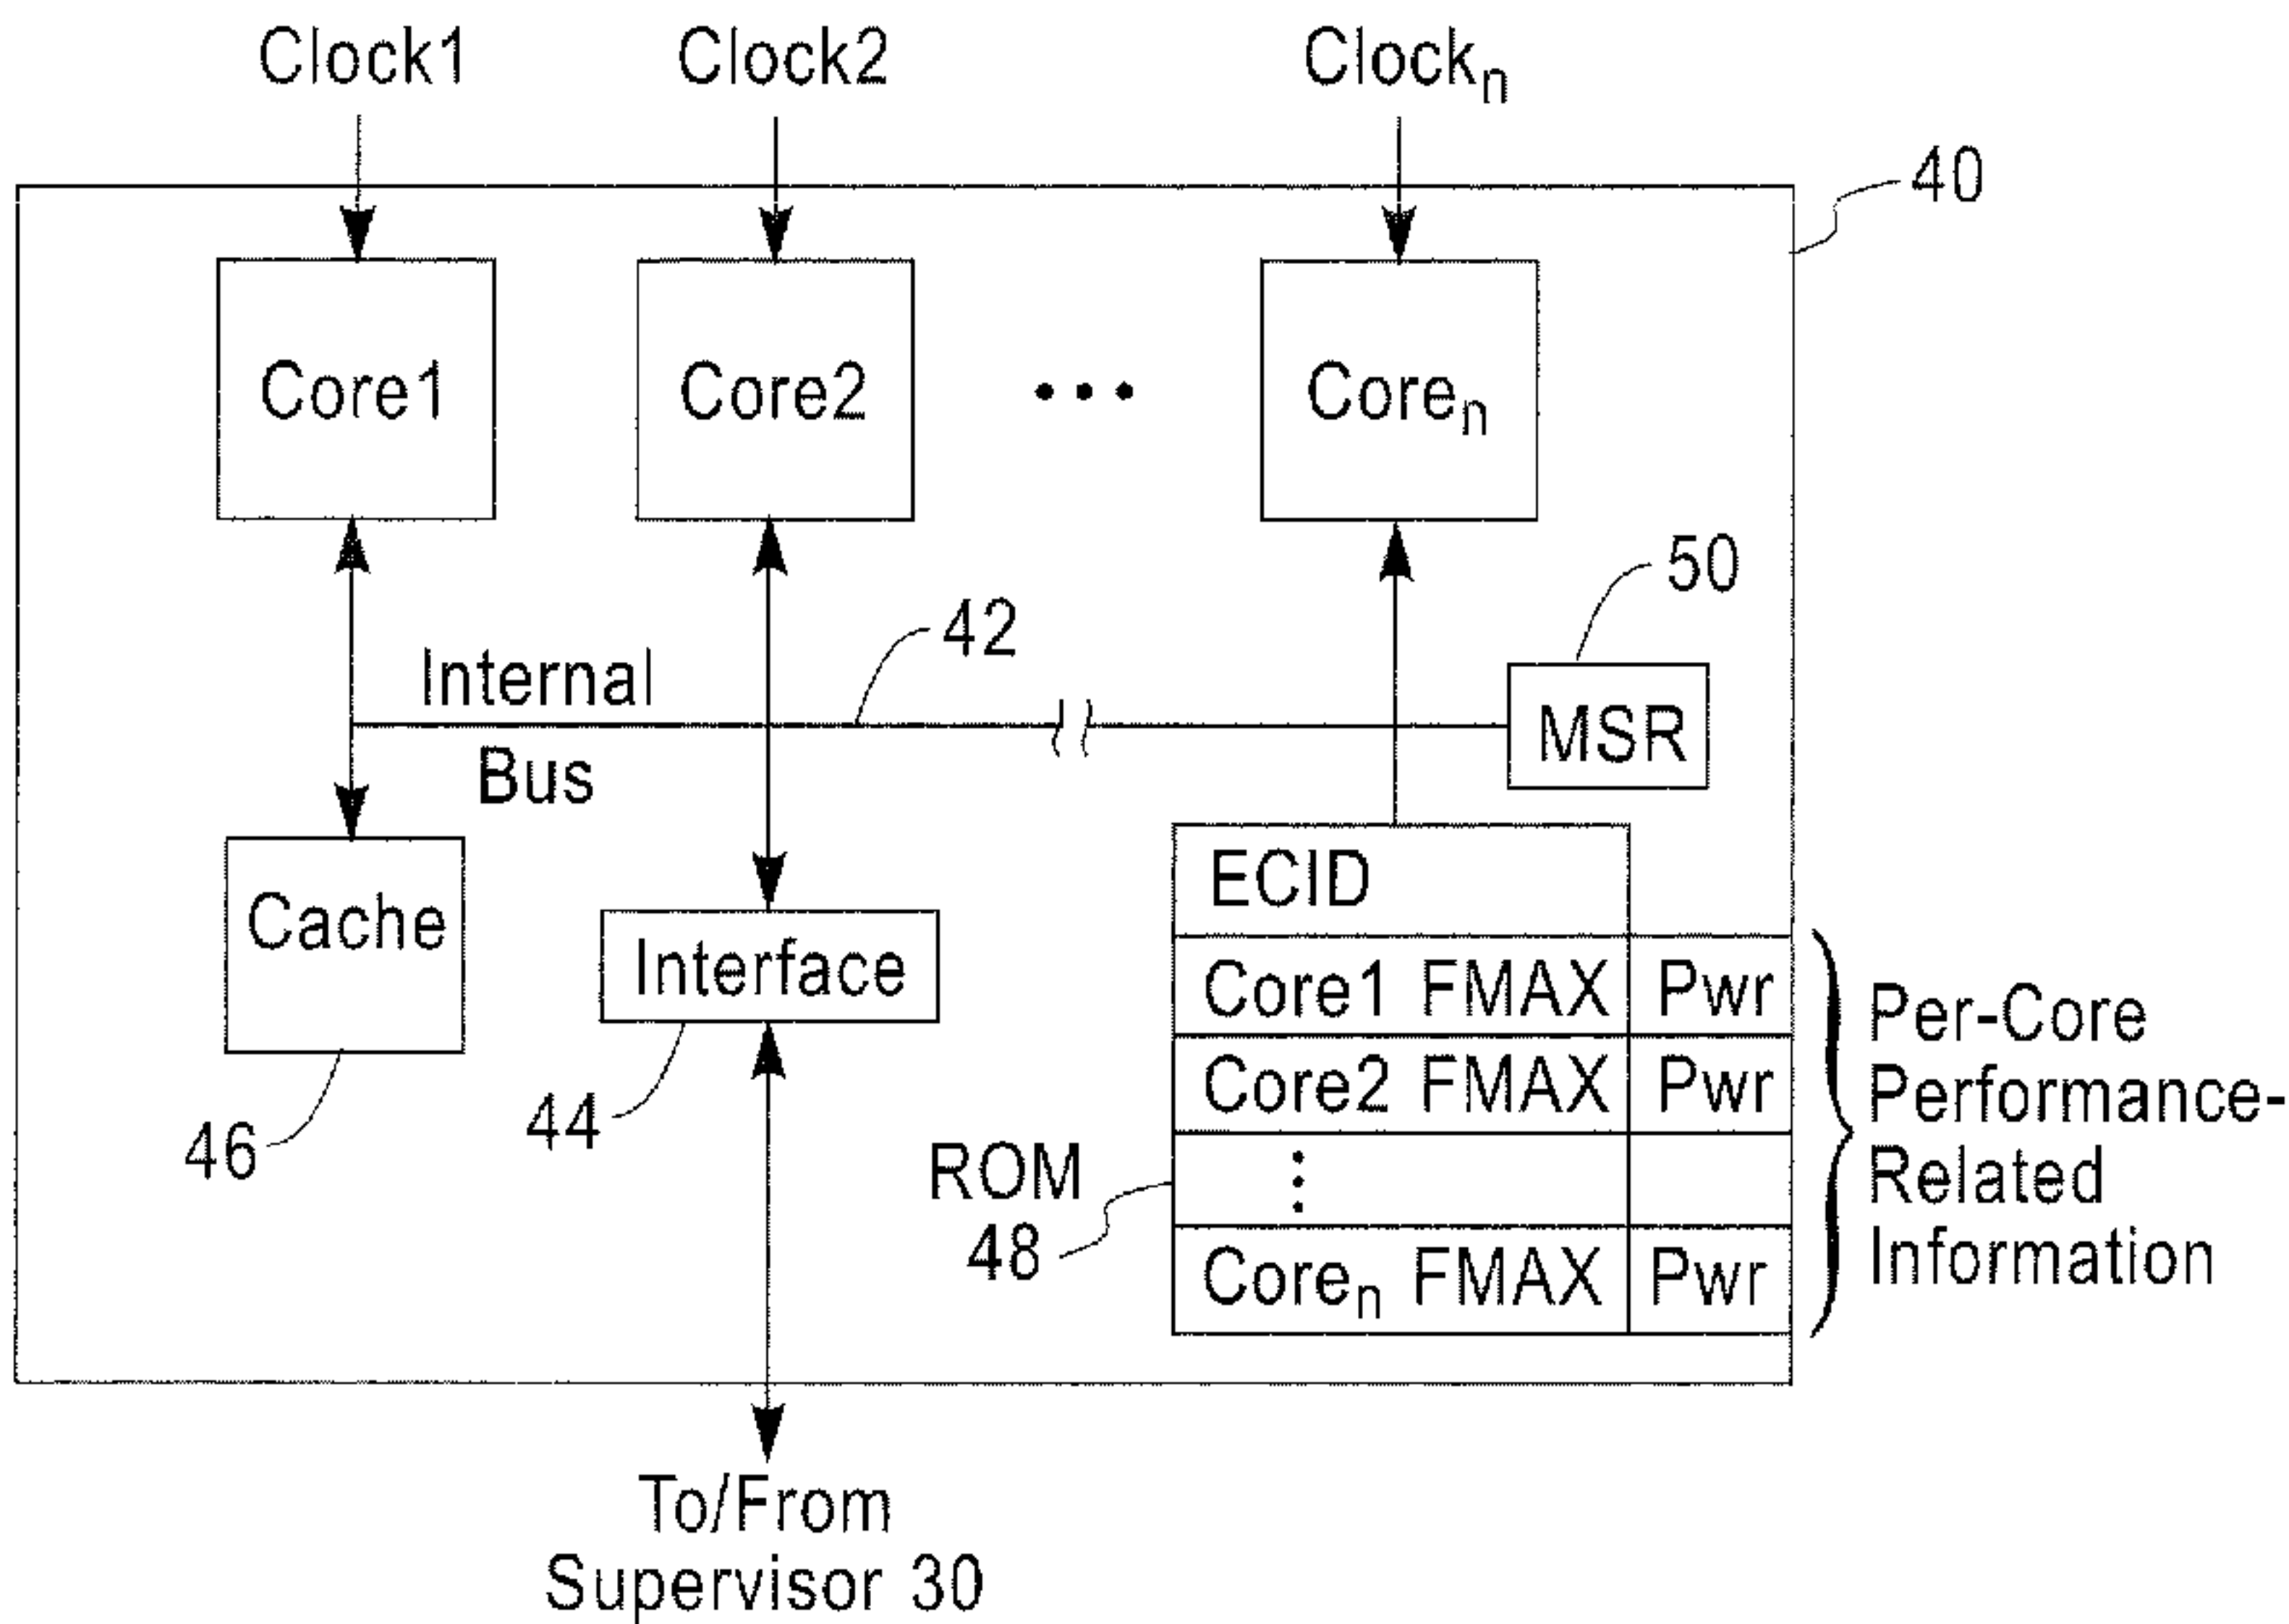 Clock1 Clock2 Clockₙ
40
Core1 Core2 • • • Coreₙ
50
42
Internal
Bus
MSR
Cache
Interface
ECID
Core1 FMAX Pwr
Core2 FMAX Pwr
Coreₙ FMAX Pwr
46
44
ROM
48
Per-Core
Performance-
Related
Information
To/From
Supervisor 30